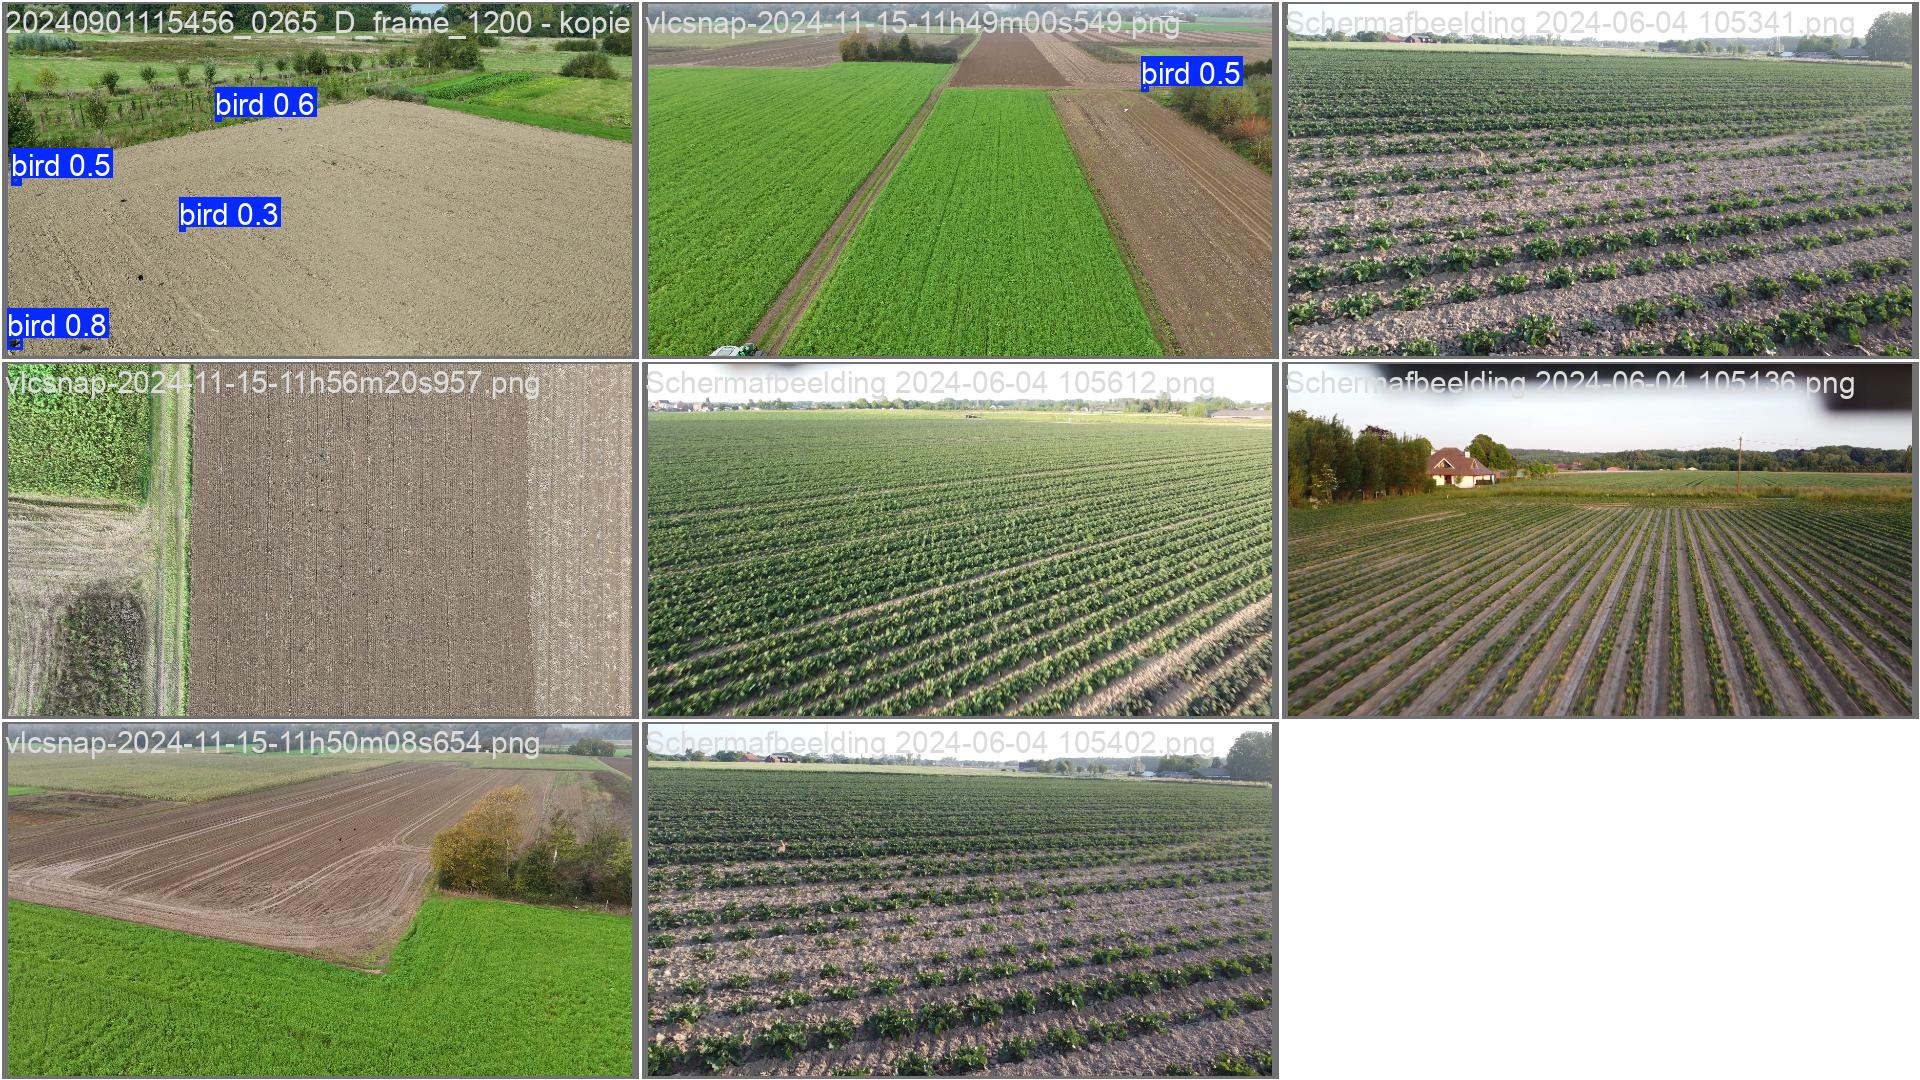 20240901115456_0265_D_frame_1200 - kopie
bird 0.6
bird 0.5
bird 0.3
bird 0.8
vlcsnap-2024-11-15-11h49m00s549.png
bird 0.5
Schermafbeelding 2024-06-04 105341.png
vlcsnap-2024-11-15-11h56m20s957.png
Schermafbeelding 2024-06-04 105612.png
Schermafbeelding 2024-06-04 105136.png
vlcsnap-2024-11-15-11h50m08s654.png
Schermafbeelding 2024-06-04 105402.png